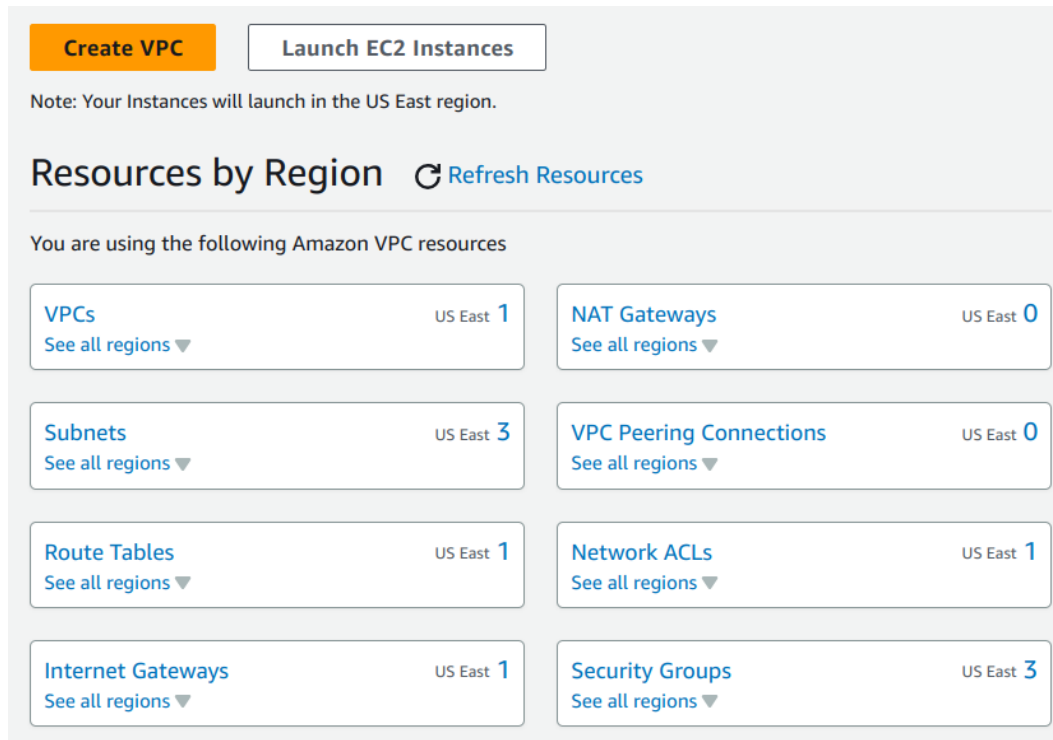 Create VPC
Launch EC2 Instances
Note: Your Instances will launch in the US East region.
Resources by Region Refresh Resources
You are using the following Amazon VPC resources
VPCs US East 1
See all regions
NAT Gateways US East 0
See all regions
Subnets US East 3
See all regions
VPC Peering Connections US East 0
See all regions
Route Tables US East 1
See all regions
Network ACLs US East 1
See all regions
Internet Gateways US East 1
See all regions
Security Groups US East 3
See all regions